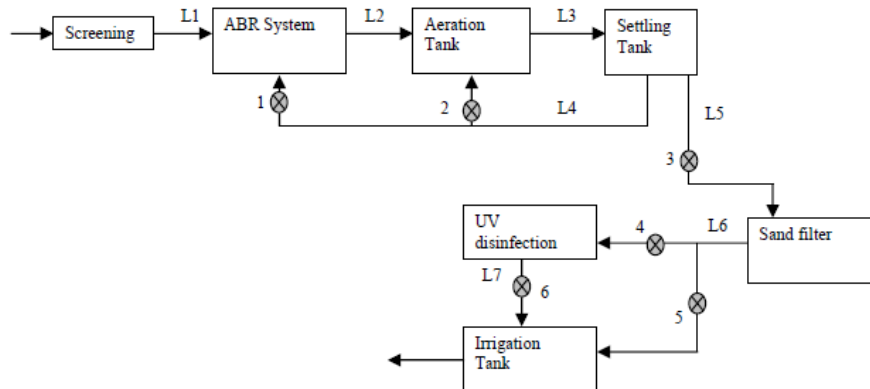 L1
L2
L3
Screening
ABR System
Aeration
Tank
Settling
Tank
1
2
L4
L5
3
UV
disinfection
4
L6
Sand filter
L7
6
5
Irrigation
Tank